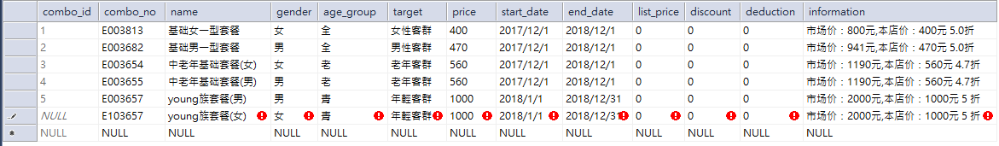 combo_id combo_no name gender age_group target price start_date end_date list_price discount deduction information
1 E003813 基础女一型套餐 女 全 女性客群 400 2017/12/1 2018/12/1 0 0 0 市场价：800元,本店价：400元 5.0折
2 E003682 基础男一型套餐 男 全 男性客群 470 2017/12/1 2018/12/1 0 0 0 市场价：941元,本店价：470元 5.0折
3 E003654 中老年基础套餐(女) 女 老 老年客群 560 2017/12/1 2018/12/1 0 0 0 市场价：1190元,本店价：560元 4.7折
4 E003655 中老年基础套餐(男) 男 老 老年客群 560 2017/12/1 2018/12/1 0 0 0 市场价：1190元,本店价：560元 4.7折
5 E003657 young族套餐(男) 男 青 年輕客群 1000 2018/1/1 2018/12/31 0 0 0 市场价：2000元,本店价：1000元 5 折
NULL E103657 young族套餐(女) 女 青 年輕客群 1000 2018/1/1 2018/12/31 0 0 0 市场价：2000元,本店价：1000元 5 折
NULL NULL NULL NULL NULL NULL NULL NULL NULL NULL NULL NULL NULL